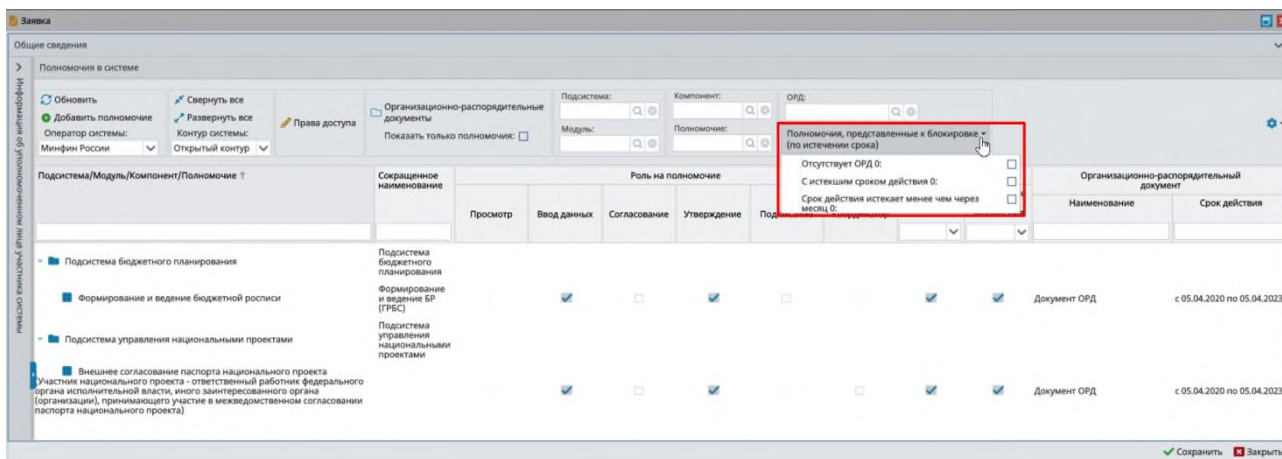 Заявка
Общие сведения
Информация об уполномоченном лице участника системы
Полномочия в системе
Обновить
Добавить полномочие
Оператор системы:
Минфин России
Свернуть все
Развернуть все
Контур системы:
Открытый контур
Права доступа
Организационно-распорядительные
документы
Показать только полномочия:
Подсистема:
Модуль:
Компонент:
Полномочие:
ОРД:
Полномочия, представленные к блокировке
(по истечении срока)
Отсутствует ОРД 0:
С истекшим сроком действия 0:
Срок действия истекает менее чем через
месяц 0:
Подсистема/Модуль/Компонент/Полномочие ↑
Сокращенное
наименование
Роль на полномочие
Просмотр
Ввод данных
Согласование
Утверждение
Организационно-распорядительный
документ
Наименование
Срок действия
Подсистема бюджетного планирования
Подсистема
бюджетного
планирования
Формирование и ведение бюджетной росписи
Формирование
и ведение БР
(ГРБС)
Документ ОРД
с 05.04.2020 по 05.04.2023
Подсистема управления национальными проектами
Подсистема
управления
национальными
проектами
Внешнее согласование паспорта национального проекта
(Участник национального проекта - ответственный работник федерального
органа исполнительной власти, иного заинтересованного органа
(организации), принимающего участие в межведомственном согласовании
паспорта национального проекта)
Документ ОРД
с 05.04.2020 по 05.04.2023
Сохранить
Закрыть